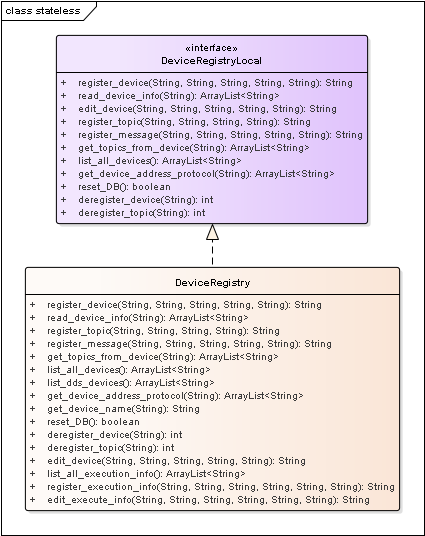 class stateless
«interface»
DeviceRegistryLocal
+ register_device(String, String, String, String, String): String
+ read_device_info(String): ArrayList<String>
+ edit_device(String, String, String, String, String): String
+ register_topic(String, String, String, String): String
+ register_message(String, String, String, String, String): String
+ get_topics_from_device(String): ArrayList<String>
+ list_all_devices(): ArrayList<String>
+ get_device_address_protocol(String): ArrayList<String>
+ reset_DB(): boolean
+ deregister_device(String): int
+ deregister_topic(String): int
DeviceRegistry
+ register_device(String, String, String, String, String): String
+ read_device_info(String): ArrayList<String>
+ register_topic(String, String, String, String): String
+ register_message(String, String, String, String, String): String
+ get_topics_from_device(String): ArrayList<String>
+ list_all_devices(): ArrayList<String>
+ list_dds_devices(): ArrayList<String>
+ get_device_address_protocol(String): ArrayList<String>
+ get_device_name(String): String
+ reset_DB(): boolean
+ deregister_device(String): int
+ deregister_topic(String): int
+ edit_device(String, String, String, String, String): String
+ list_all_execution_info(): ArrayList<String>
+ register_execution_info(String, String, String, String, String, String): String
+ edit_execute_info(String, String, String, String, String): String